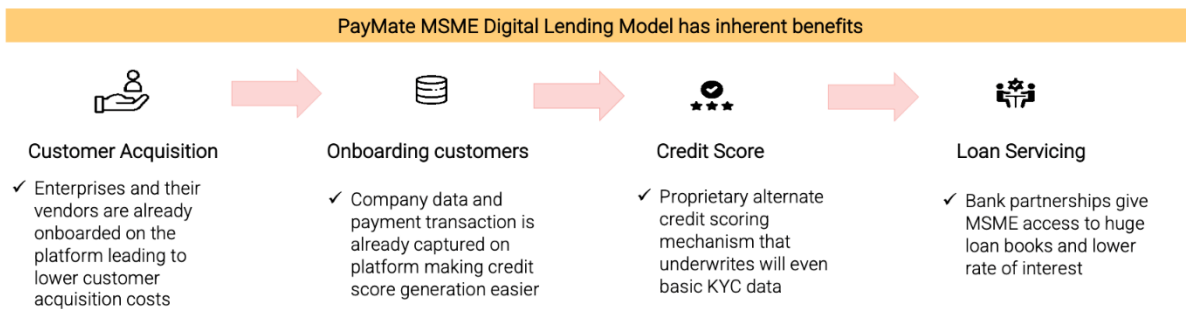 PayMate MSME Digital Lending Model has inherent benefits
Customer Acquisition
✓ Enterprises and their
vendors are already
onboarded on the
platform leading to
lower customer
acquisition costs
Onboarding customers
✓ Company data and
payment transaction is
already captured on
platform making credit
score generation easier
Credit Score
✓ Proprietary alternate
credit scoring
mechanism that
underwrites will even
basic KYC data
Loan Servicing
✓ Bank partnerships give
MSME access to huge
loan books and lower
rate of interest